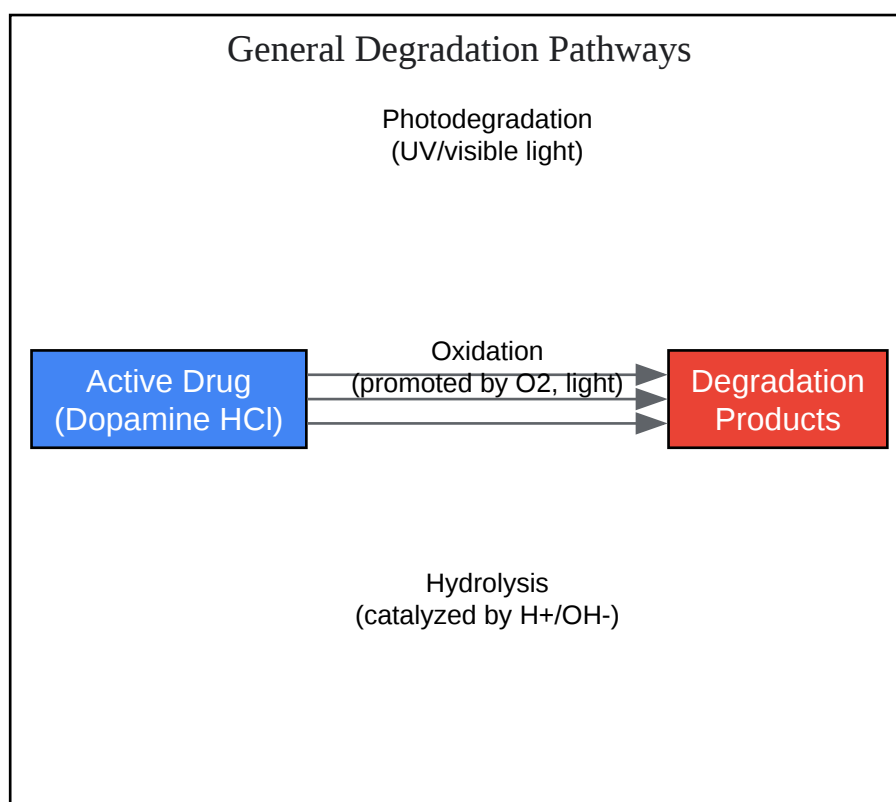 General Degradation Pathways
Photodegradation
(UV/visible light)
Oxidation
(promoted by O2, light)
Active Drug
(Dopamine HCl)
Degradation
Products
Hydrolysis
(catalyzed by H+/OH-)